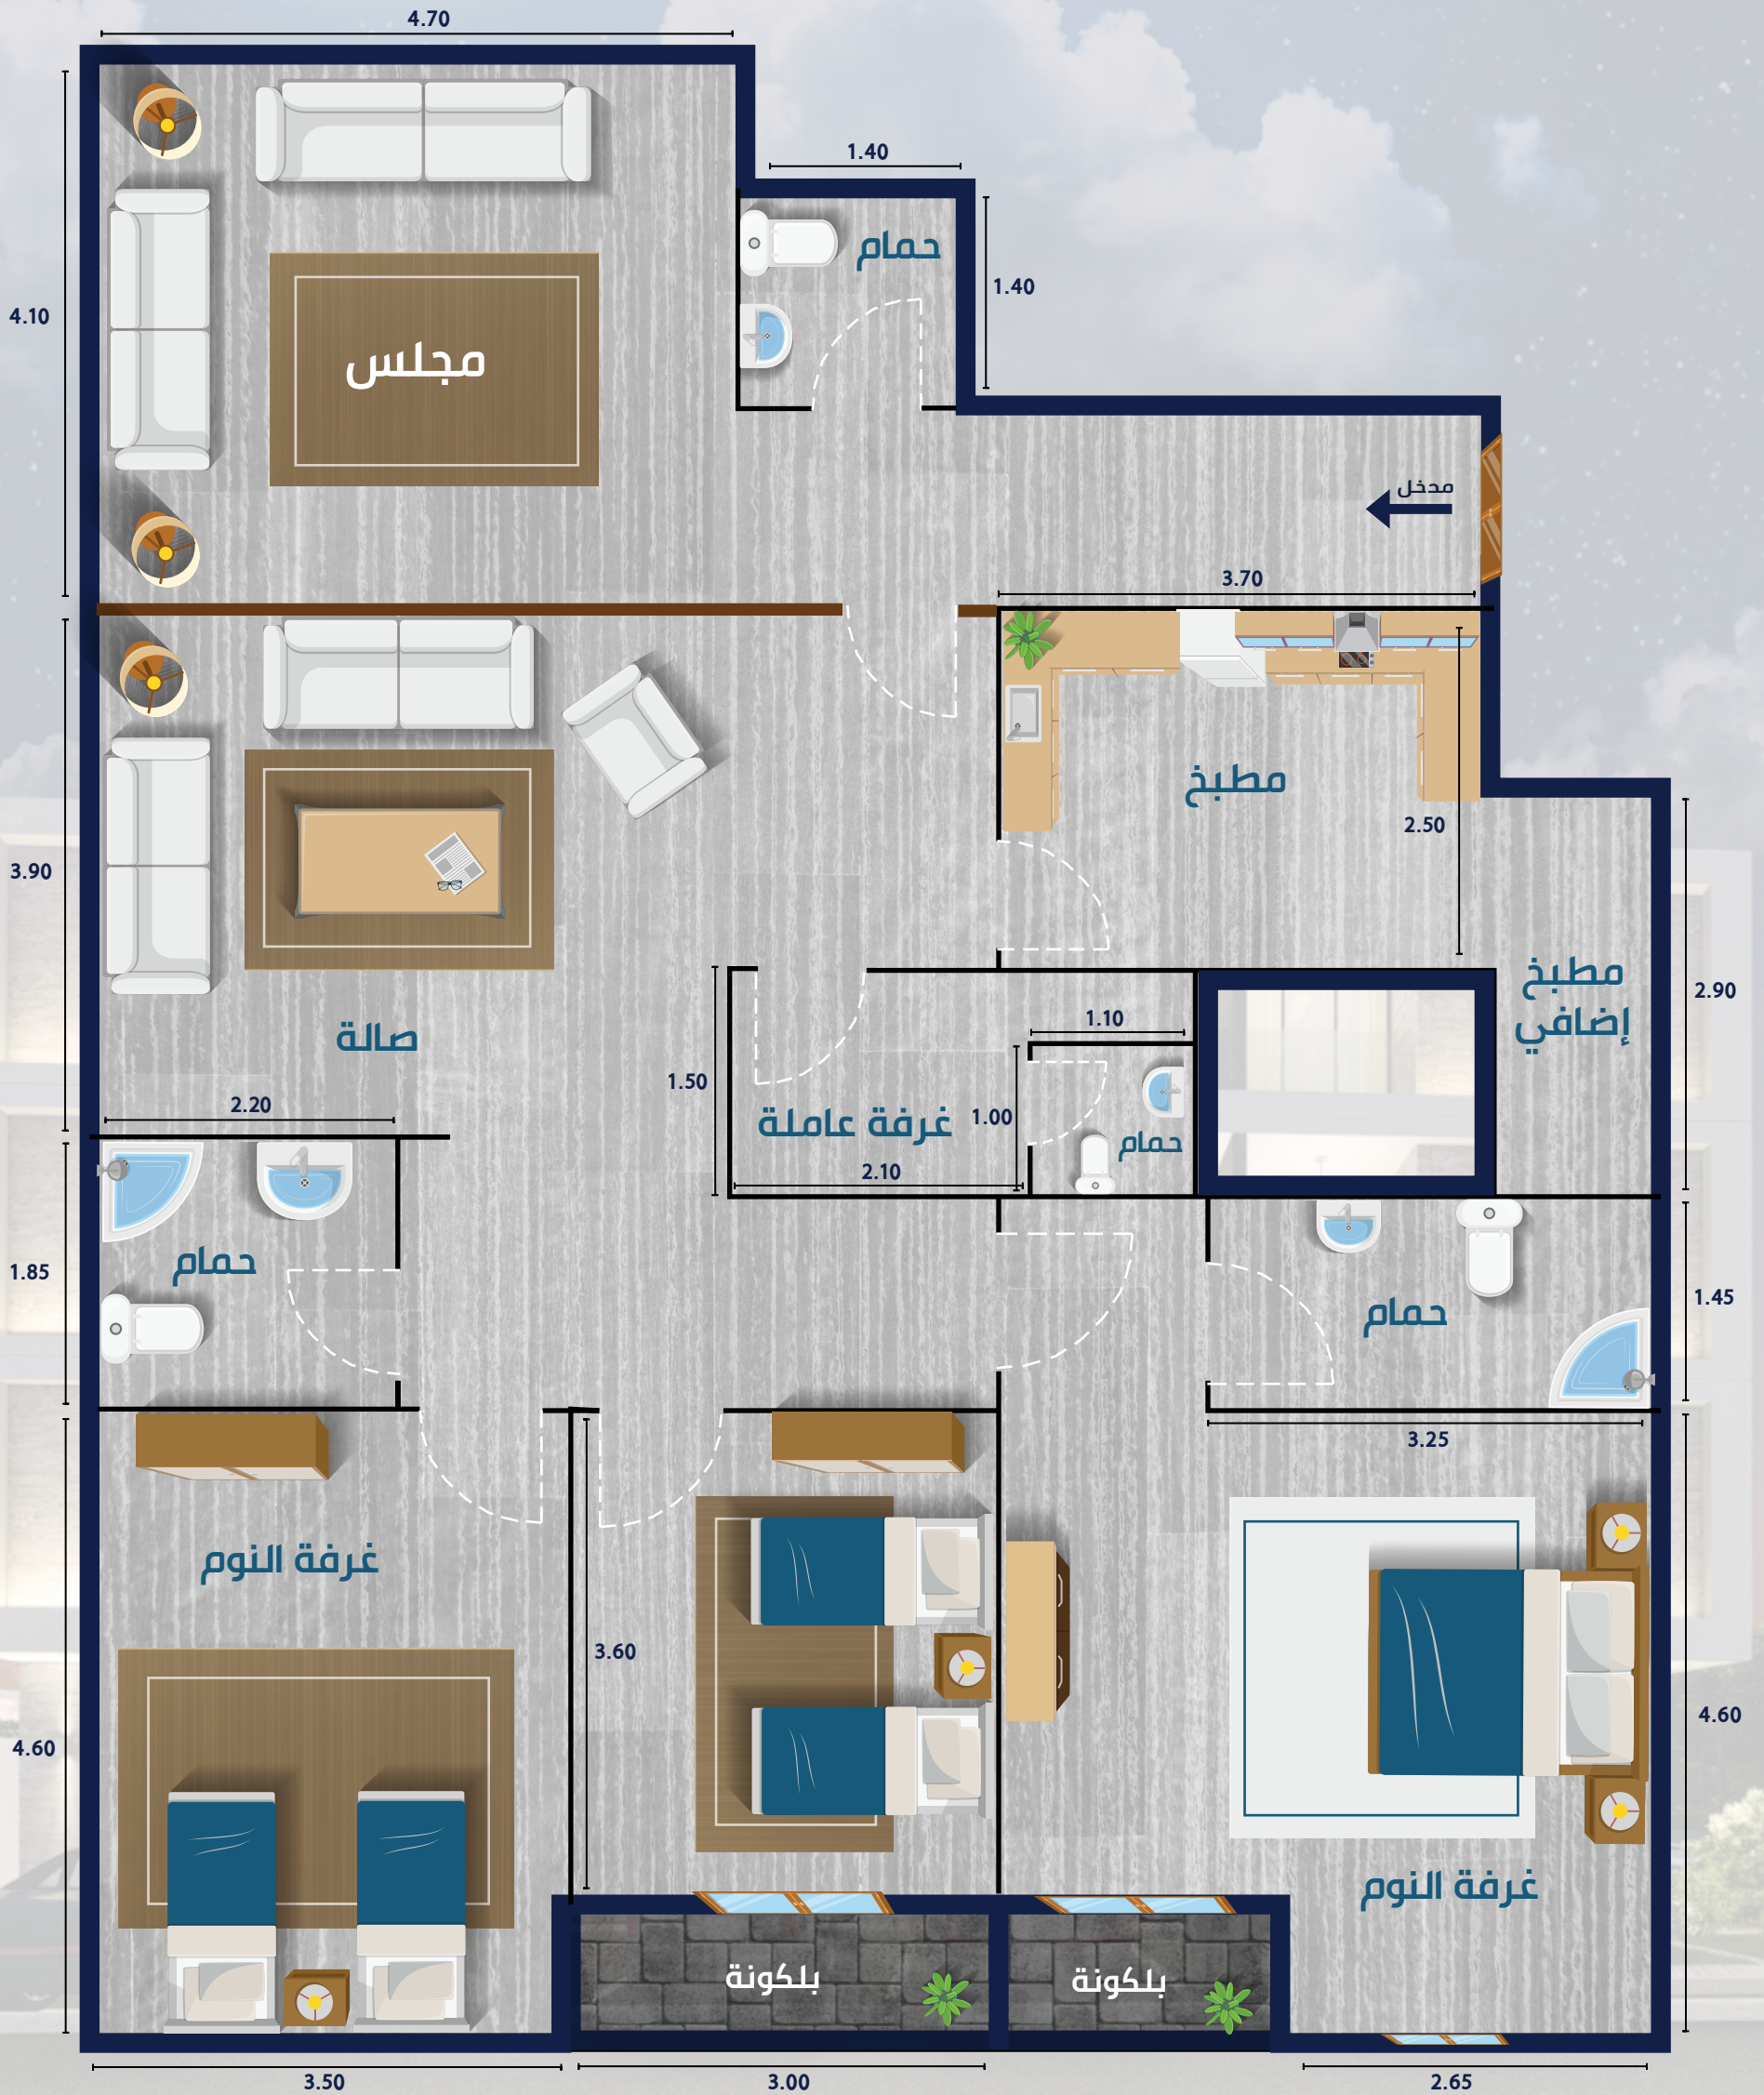 4.70
1.40
حمام
1.40
4.10
مجلس
مدخل
3.70
مطبخ
2.50
3.90
مطبخ
إضافي
2.90
صالة
1.10
1.50
غرفة عاملة
1.00
حمام
2.10
2.20
حمام
1.85
حمام
1.45
3.25
غرفة النوم
3.60
4.60
4.60
غرفة النوم
بلكونة
بلكونة
3.50
3.00
2.65